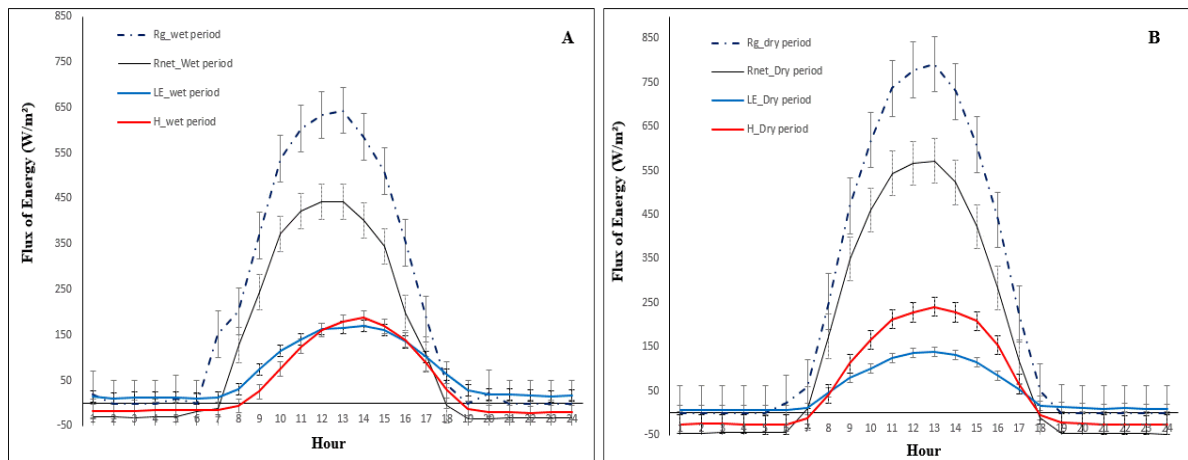 A
Rg_wet period
Rnet_Wet period
LE_wet period
H_wet period
Flux of Energy (W/m²)
850
750
650
550
450
350
250
150
50
-50
1 2 3 4 5 6 7 8 9 10 11 12 13 14 15 16 17 18 19 20 21 22 23 24
Hour
B
Rg_dry period
Rnet_Dry period
LE_Dry period
H_Dry period
Flux of Energy (W/m²)
850
750
650
550
450
350
250
150
50
-50
1 2 3 4 5 6 7 8 9 10 11 12 13 14 15 16 17 18 19 20 21 22 23 24
Hour